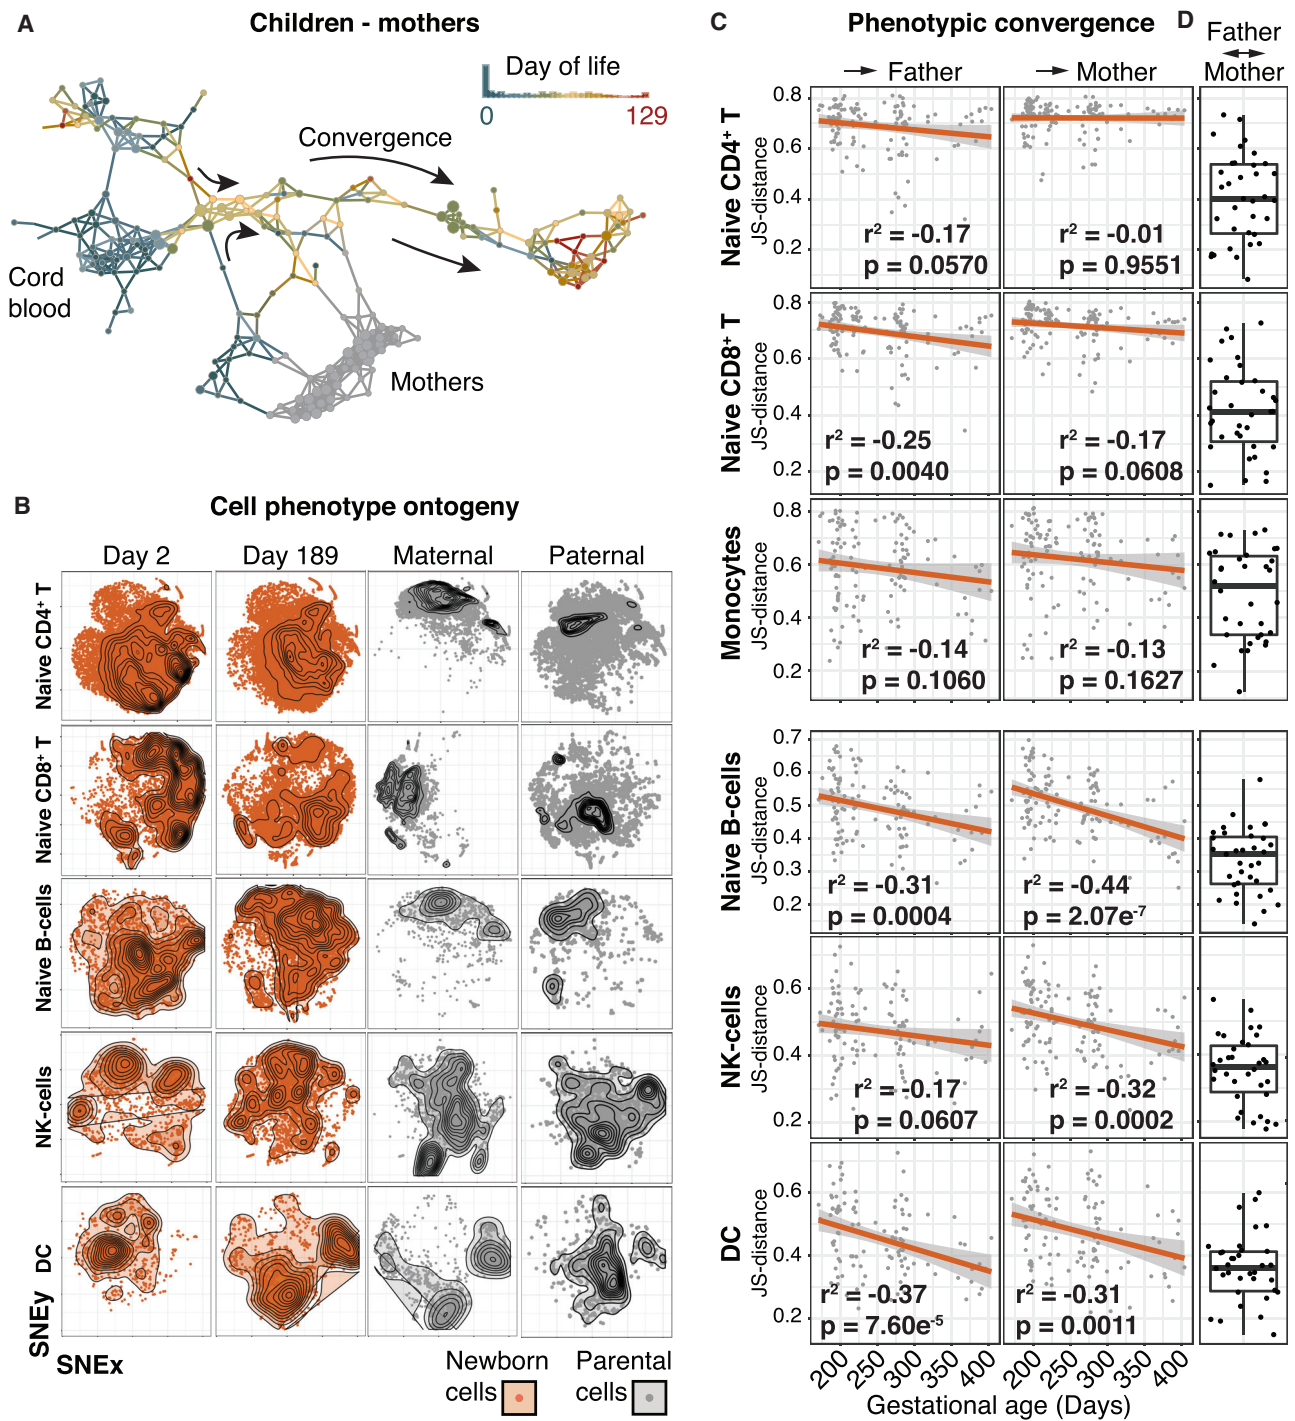 A
Children - mothers
Day of life
0
129
Convergence
Cord
blood
Mothers
B
Cell phenotype ontogeny
Day 2
Day 189
Maternal
Paternal
Naive CD4⁺ T
Naive CD8⁺ T
Naive B-cells
NK-cells
DC
SNEy
SNEx
Newborn
cells
Parental
cells
C
Phenotypic convergence
→ Father
→ Mother
D
Father
↔
Mother
Naive CD4⁺ T
JS-distance
0.8
0.6
0.4
0.2
r² = -0.17
p = 0.0570
r² = -0.01
p = 0.9551
Naive CD8⁺ T
JS-distance
0.8
0.6
0.4
0.2
r² = -0.25
p = 0.0040
r² = -0.17
p = 0.0608
Monocytes
JS-distance
0.8
0.6
0.4
0.2
r² = -0.14
p = 0.1060
r² = -0.13
p = 0.1627
Naive B-cells
JS-distance
0.7
0.6
0.5
0.4
0.3
0.2
r² = -0.31
p = 0.0004
r² = -0.44
p = 2.07e⁻⁷
NK-cells
JS-distance
0.6
0.4
0.2
r² = -0.17
p = 0.0607
r² = -0.32
p = 0.0002
DC
JS-distance
0.6
0.4
0.2
r² = -0.37
p = 7.60e⁻⁵
r² = -0.31
p = 0.0011
200 250 300 350 400
200 250 300 350 400
Gestational age (Days)